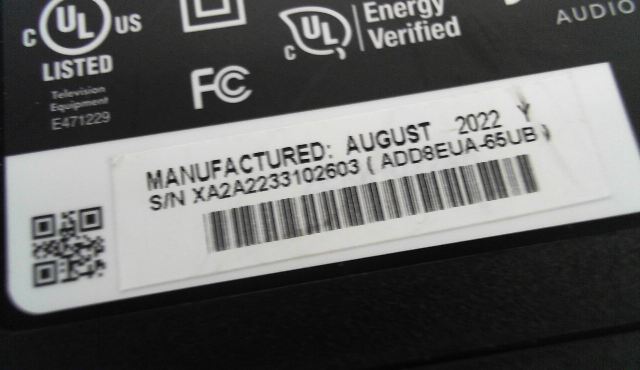 c UL US
LISTED
Television
Equipment
E471229
FC
c UL
Energy
Verified
AUDIO
MANUFACTURED: AUGUST 2022 Y
S/N XA2A2233102603 ( ADD8EUA-65UB )